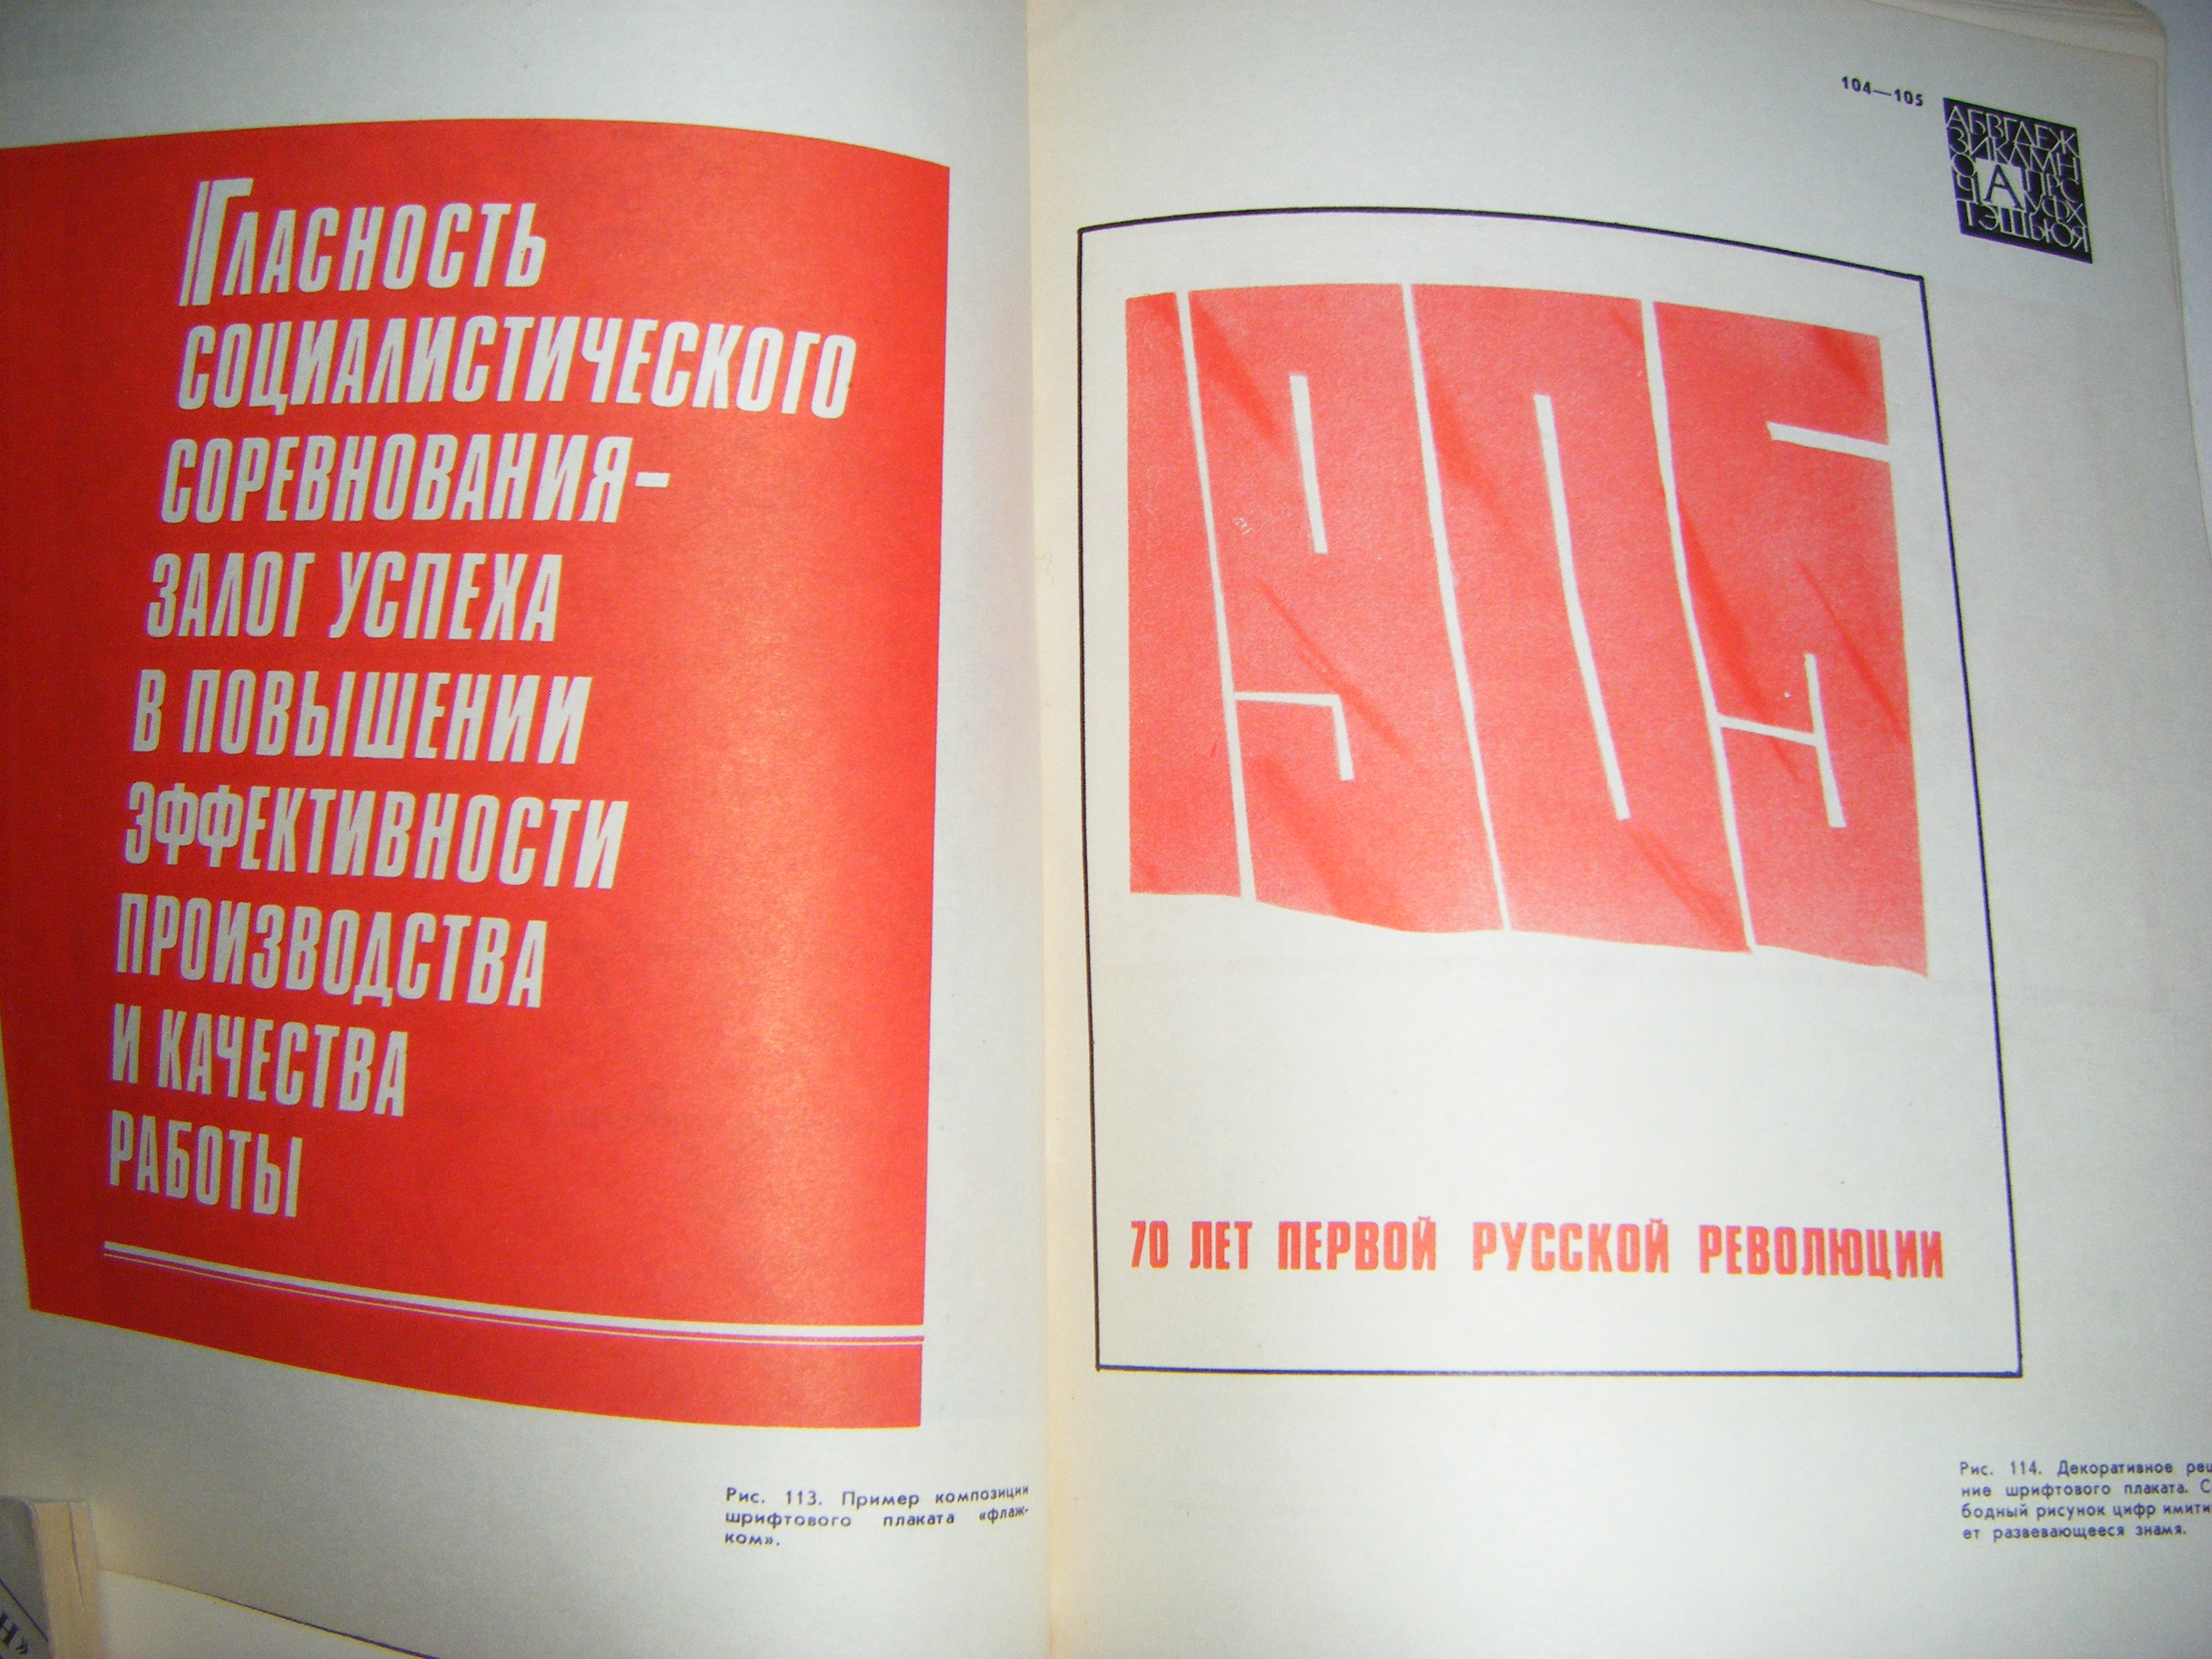 Гласность
социалистического
соревнования–
залог успеха
в повышении
эффективности
производства
и качества
работы
Рис. 113. Пример композиции
шрифтового плаката «флаж-
ком».
104—105
АБВГДЕЖ
ЗИКЛМН
1905
70 ЛЕТ ПЕРВОЙ РУССКОЙ РЕВОЛЮЦИИ
Рис. 114. Декоративное
ние шрифтового плаката.
бодный рисунок цифр
ет развевающееся знамя.